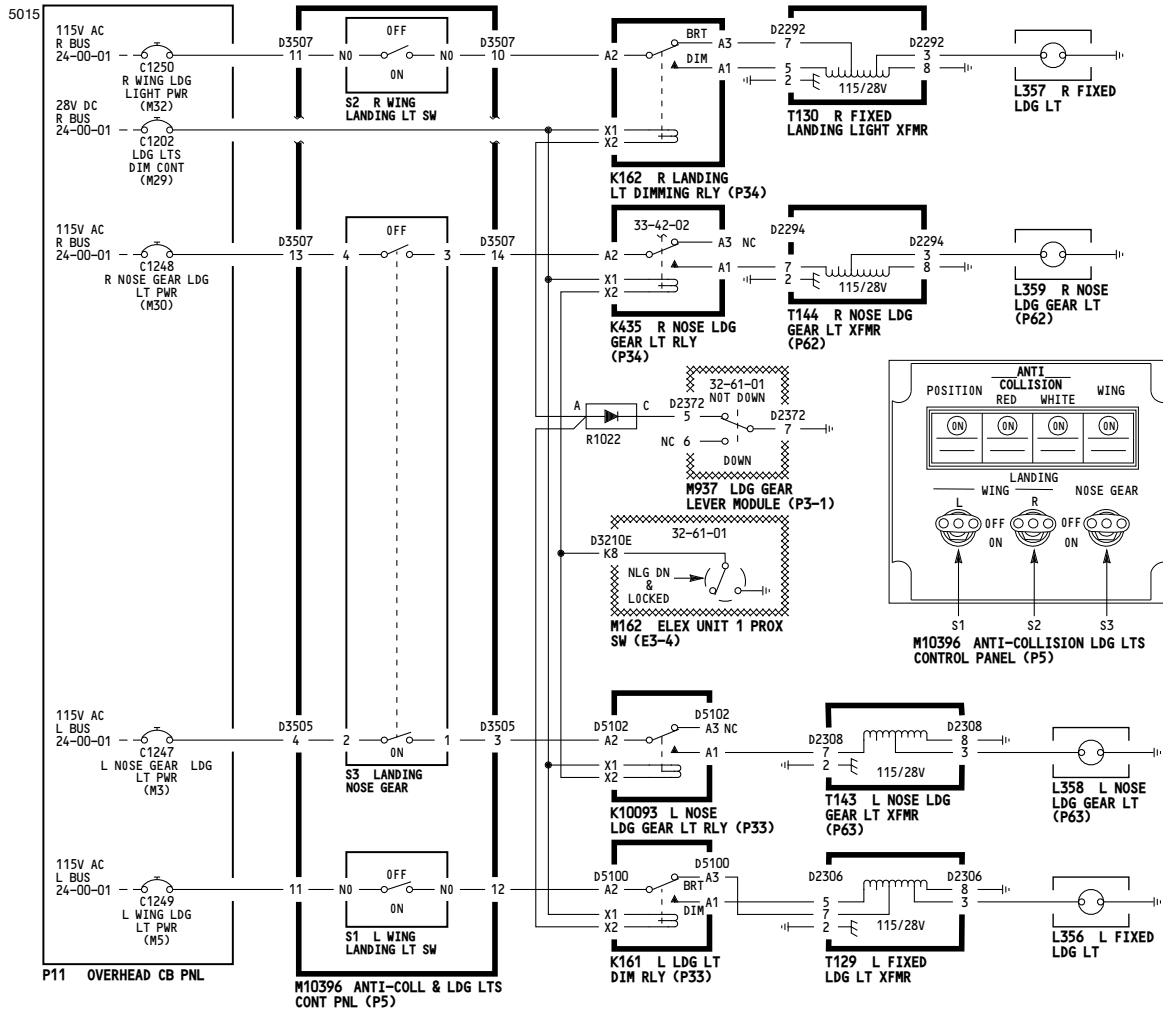 5015
115V AC
R BUS
24-00-01
C1250
R WING LDG
LIGHT PWR
(M32)
28V DC
R BUS
24-00-01
C1202
LDG LTS
DIM CONT
(M29)
115V AC
R BUS
24-00-01
C1248
R NOSE GEAR LDG
LT PWR
(M30)
115V AC
L BUS
24-00-01
C1247
L NOSE GEAR LDG
LT PWR
(M3)
115V AC
L BUS
24-00-01
C1249
L WING LDG
LT PWR
(M5)
P11 OVERHEAD CB PNL
D3507
11
NO
OFF
ON
NO
D3507
10
S2 R WING
LANDING LT SW
D3507
13
4
OFF
3
D3507
14
D3505
4
2
ON
1
D3505
3
S3 LANDING
NOSE GEAR
11
NO
OFF
ON
NO
12
S1 L WING
LANDING LT SW
M10396 ANTI-COLL & LDG LTS
CONT PNL (P5)
A2
BRT
A3
DIM
A1
X1
X2
K162 R LANDING
LT DIMMING RLY (P34)
D2292
7
5
2
115/28V
D2292
3
8
T130 R FIXED
LANDING LIGHT XFMR
L357 R FIXED
LDG LT
33-42-02
A2
A3 NC
A1
X1
X2
K435 R NOSE LDG
GEAR LT RLY
(P34)
D2294
7
2
115/28V
D2294
3
8
T144 R NOSE LDG
GEAR LT XFMR
(P62)
L359 R NOSE
LDG GEAR LT
(P62)
A
C
R1022
32-61-01
NOT DOWN
D2372
5
D2372
7
NC 6
DOWN
M937 LDG GEAR
LEVER MODULE (P3-1)
D3210E
K8
32-61-01
NLG DN
&
LOCKED
M162 ELEX UNIT 1 PROX
SW (E3-4)
ANTI
COLLISION
POSITION
RED
WHITE
WING
ON
ON
ON
ON
LANDING
WING
L
R
NOSE GEAR
OFF
OFF
ON
ON
S1
S2
S3
M10396 ANTI-COLLISION LDG LTS
CONTROL PANEL (P5)
D5102
A2
D5102
A3 NC
A1
X1
X2
K10093 L NOSE
LDG GEAR LT RLY (P33)
D2308
7
2
115/28V
D2308
8
3
T143 L NOSE LDG
GEAR LT XFMR
(P63)
L358 L NOSE
LDG GEAR LT
(P63)
D5100
A2
D5100
A3
BRT
A1
DIM
X1
X2
K161 L LDG LT
DIM RLY (P33)
D2306
5
7
2
115/28V
D2306
8
3
T129 L FIXED
LDG LT XFMR
L356 L FIXED
LDG LT